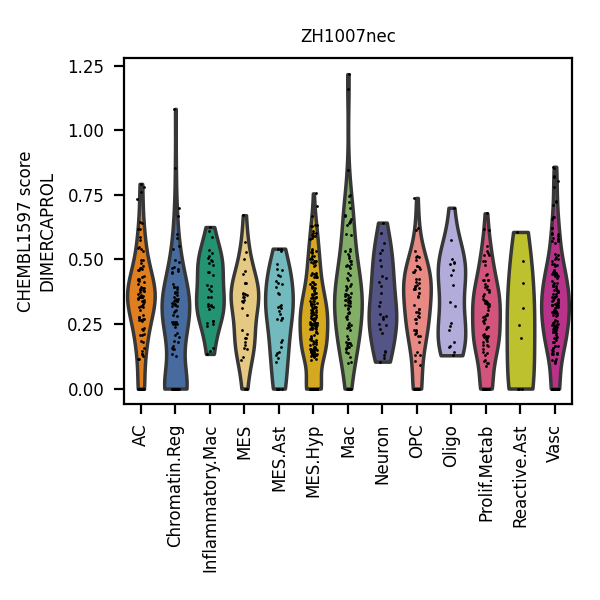 ZH1007nec
CHEMBL1597 score
DIMERCAPROL
1.25
1.00
0.75
0.50
0.25
0.00
AC
Chromatin.Reg
Inflammatory.Mac
MES
MES.Ast
MES.Hyp
Mac
Neuron
OPC
Oligo
Prolif.Metab
Reactive.Ast
Vasc